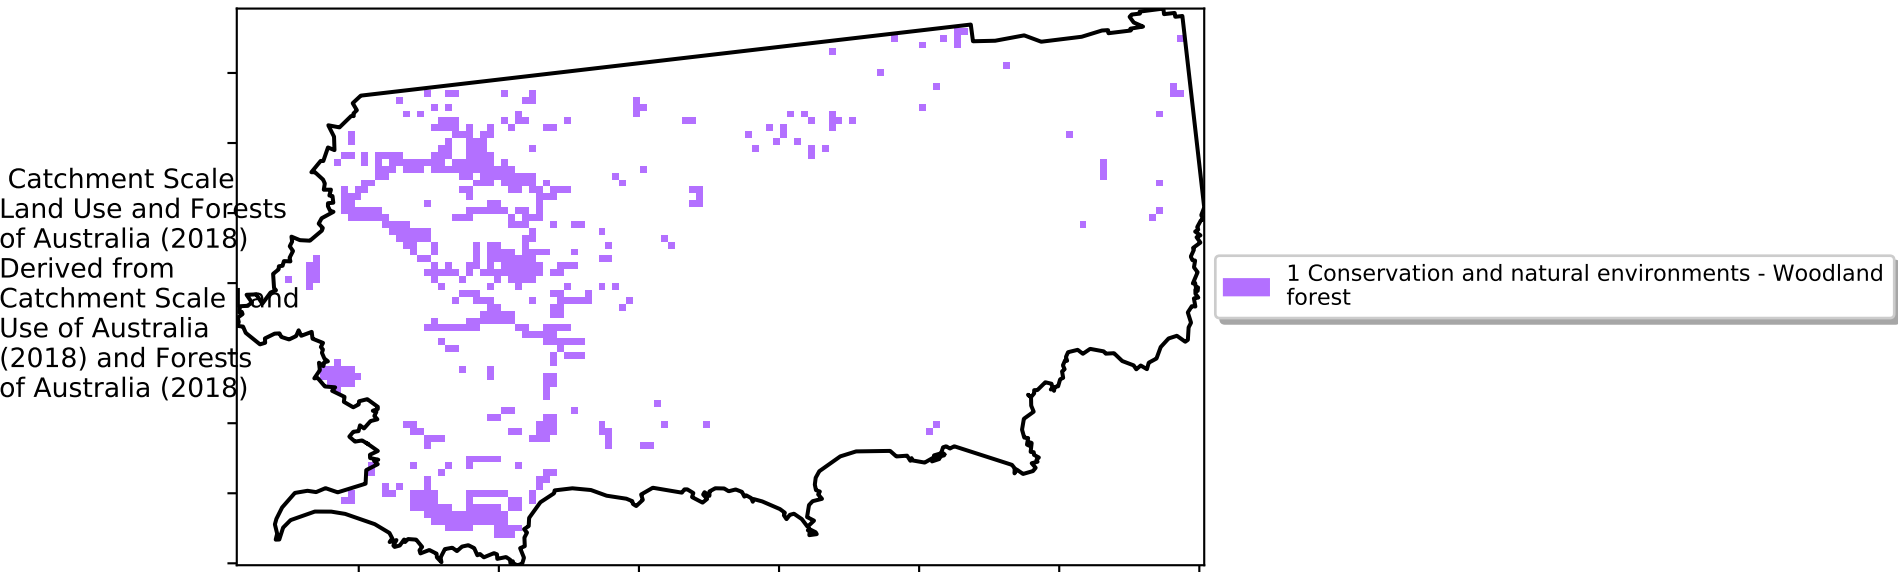 Catchment Scale
Land Use and Forests
of Australia (2018)
Derived from
Catchment Scale Land
Use of Australia
(2018) and Forests
of Australia (2018)
1 Conservation and natural environments - Woodland
forest